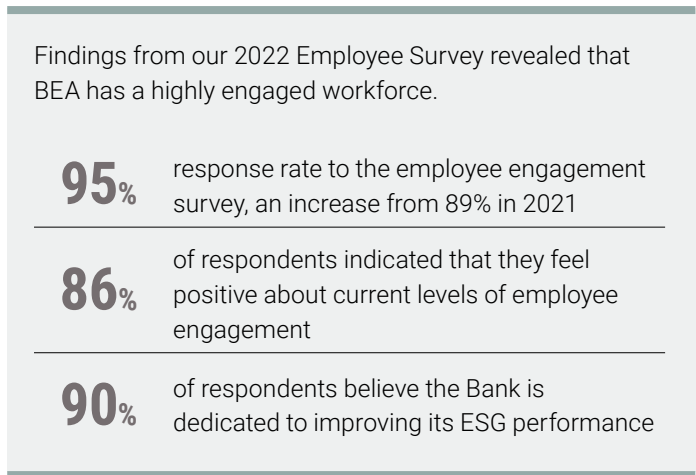 Findings from our 2022 Employee Survey revealed that
BEA has a highly engaged workforce.
95%
response rate to the employee engagement
survey, an increase from 89% in 2021
86%
of respondents indicated that they feel
positive about current levels of employee
engagement
90%
of respondents believe the Bank is
dedicated to improving its ESG performance